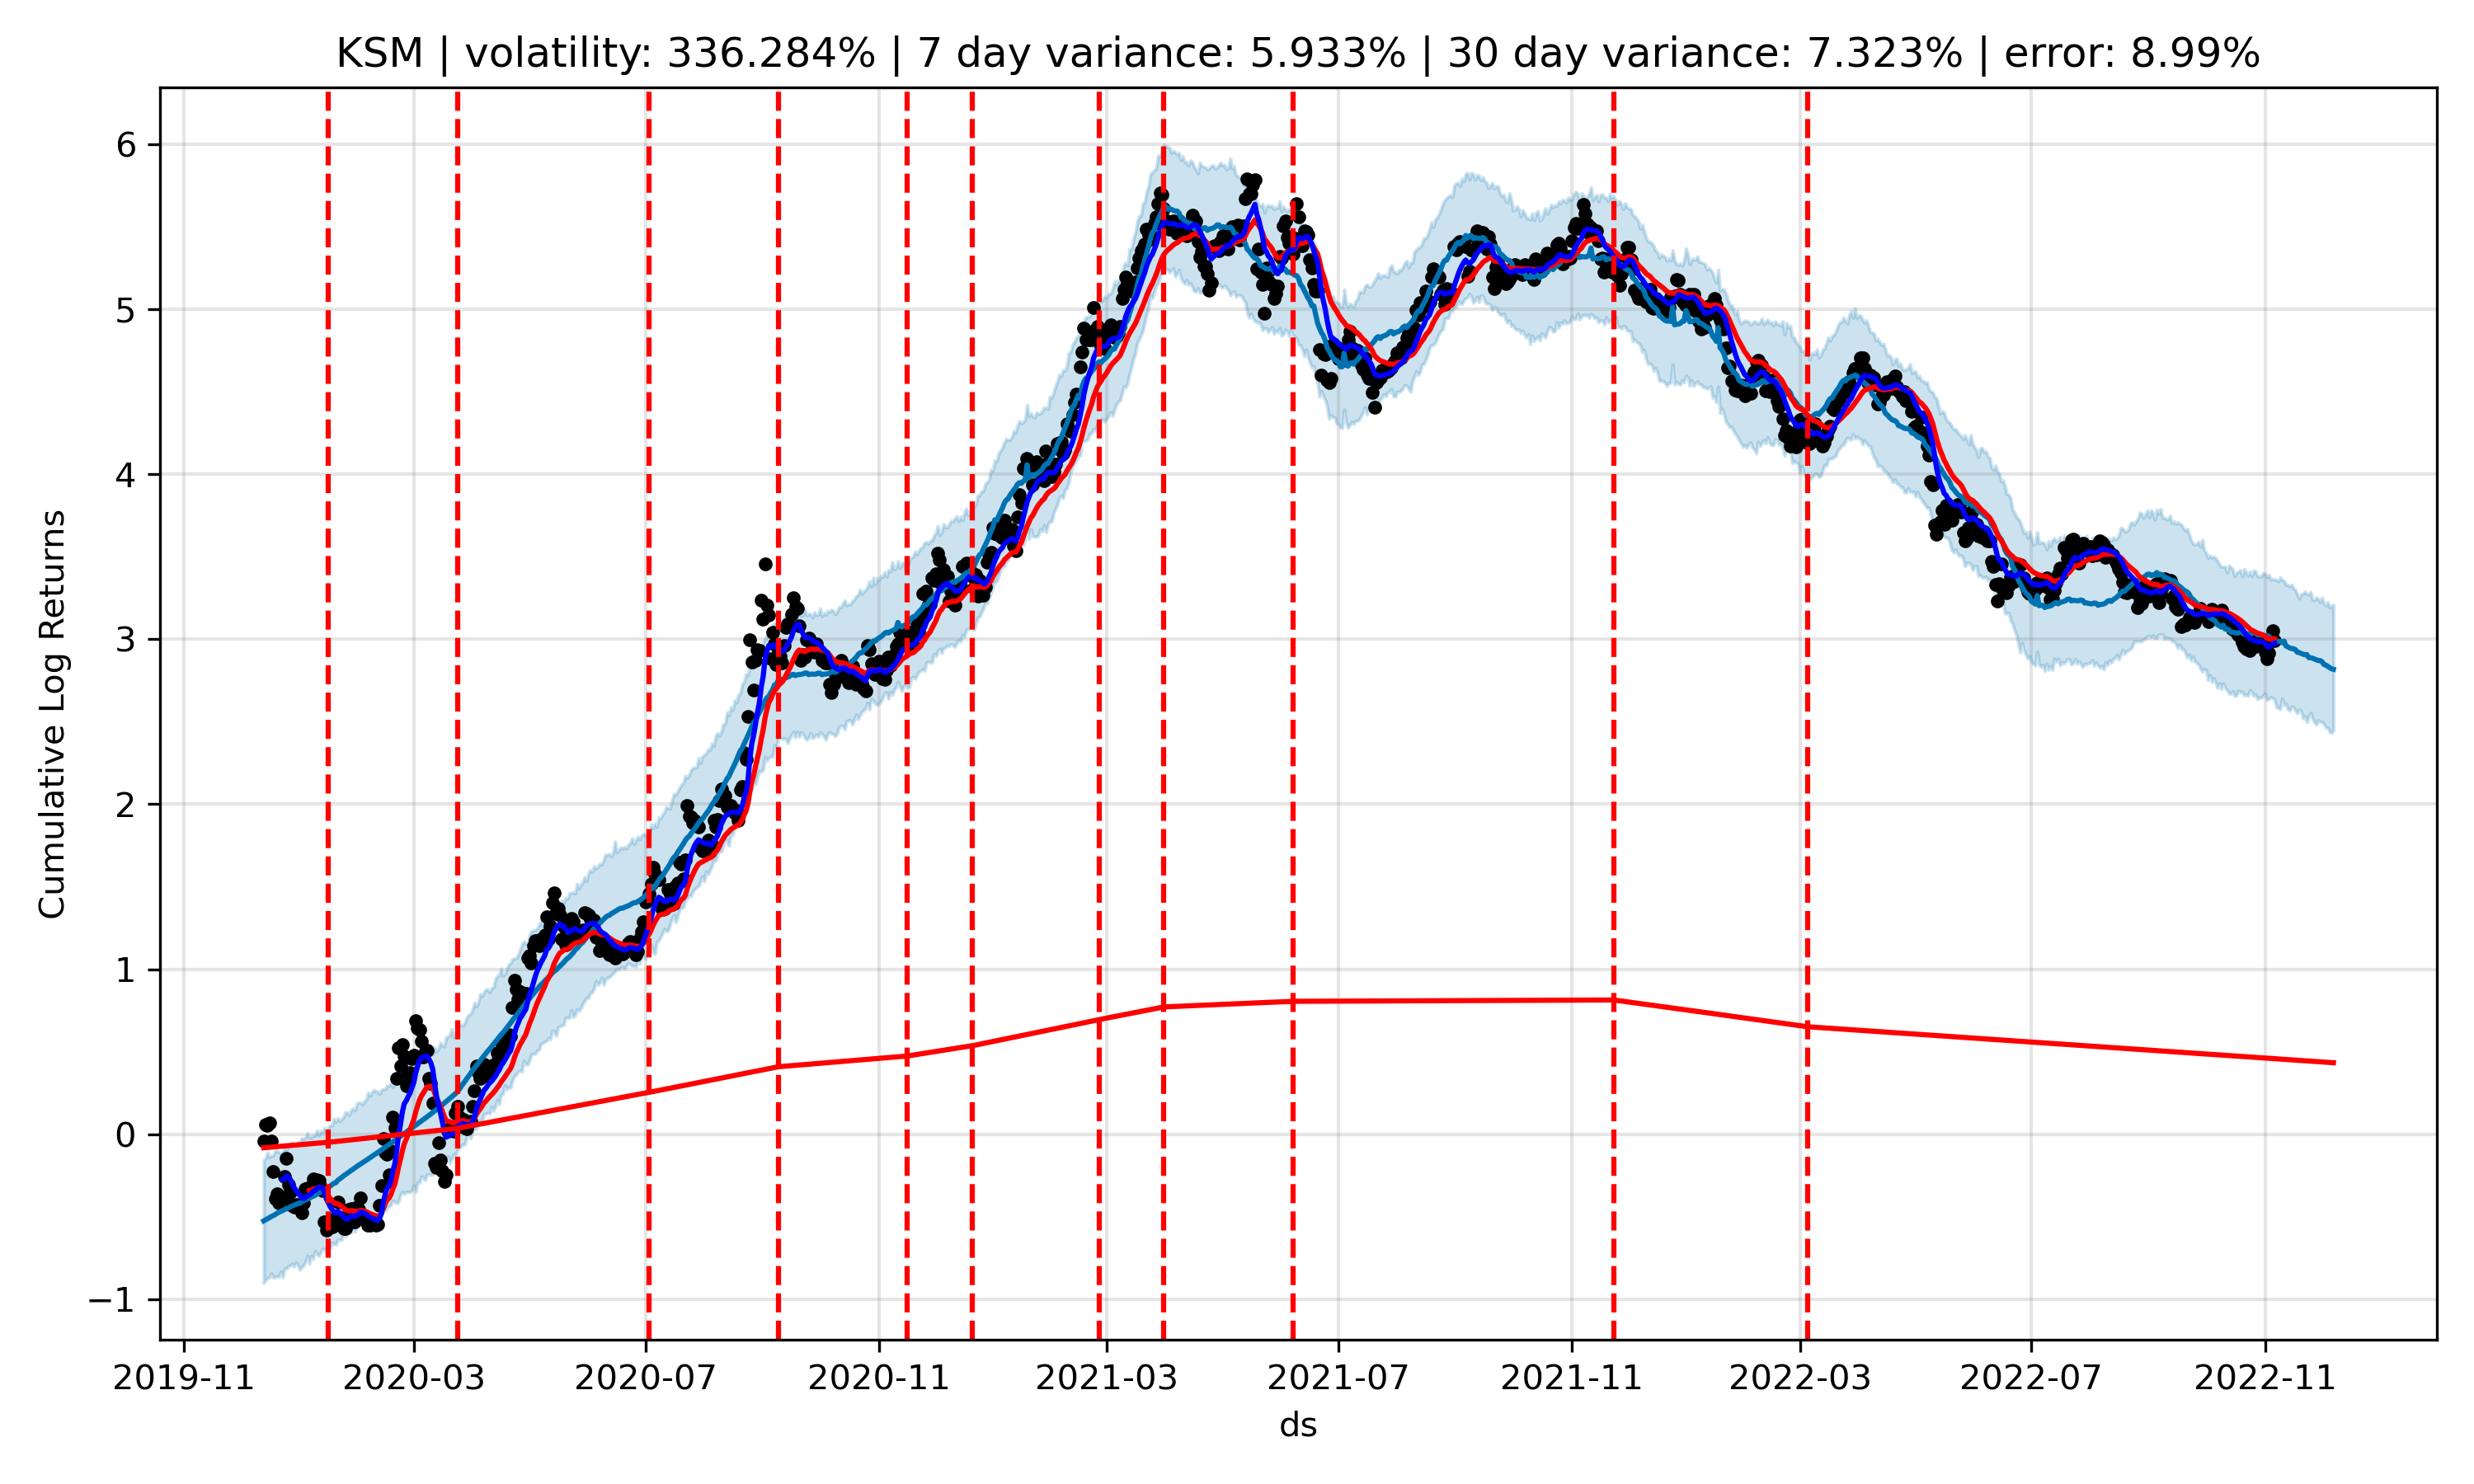 KSM | volatility: 336.284% | 7 day variance: 5.933% | 30 day variance: 7.323% | error: 8.99%
Cumulative Log Returns
6
5
4
3
2
1
0
−1
2019-11 2020-03 2020-07 2020-11 2021-03 2021-07 2021-11 2022-03 2022-07 2022-11
ds